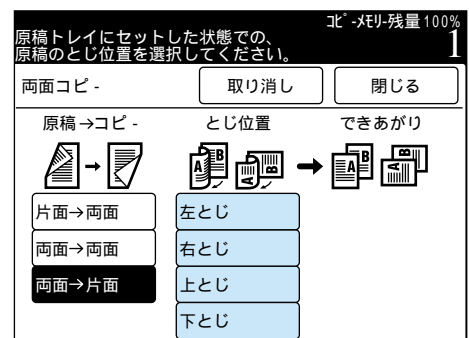 ｺﾋﾟ-ﾒﾓﾘ-残量100%
原稿トレイにセットした状態での、
原稿のとじ位置を選択してください。 1
両面コピ- 取り消し 閉じる
原稿→コピ- とじ位置 できあがり
A B A B → A B A B
片面→両面 左とじ
両面→両面 右とじ
両面→片面 上とじ
下とじ